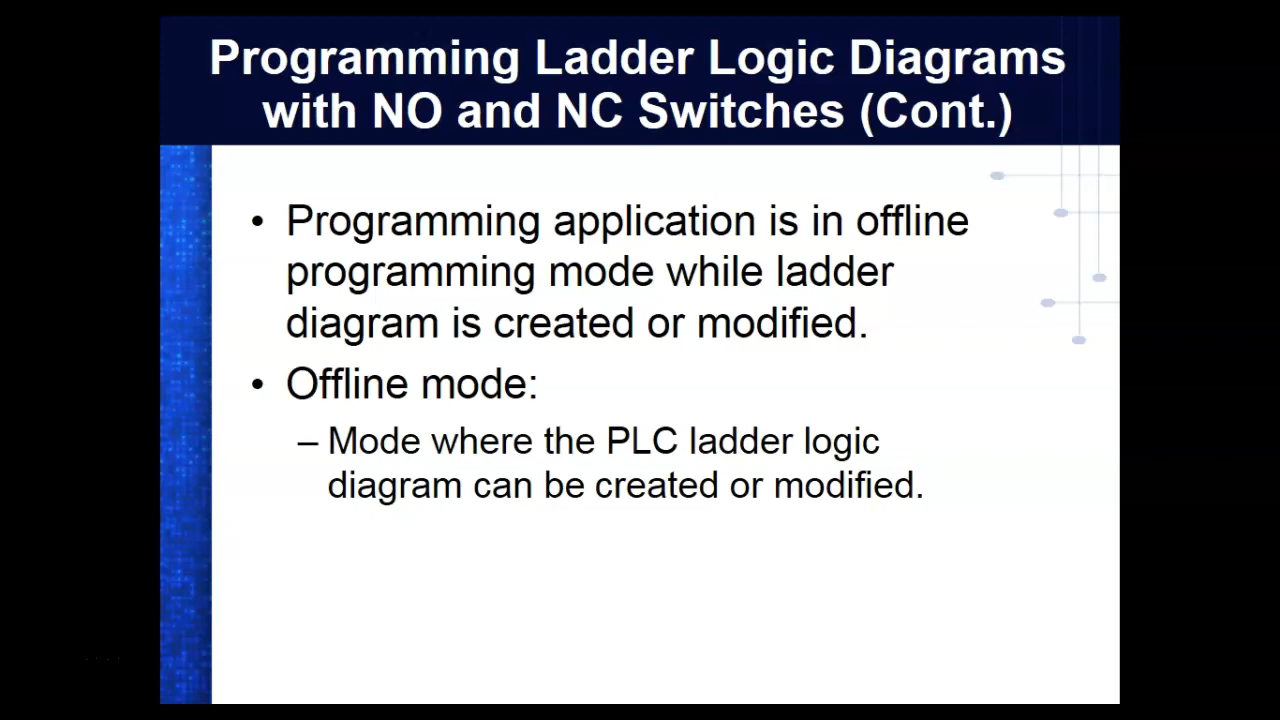 Programming Ladder Logic Diagrams
with NO and NC Switches (Cont.)
• Programming application is in offline
programming mode while ladder
diagram is created or modified.
• Offline mode:
– Mode where the PLC ladder logic
diagram can be created or modified.